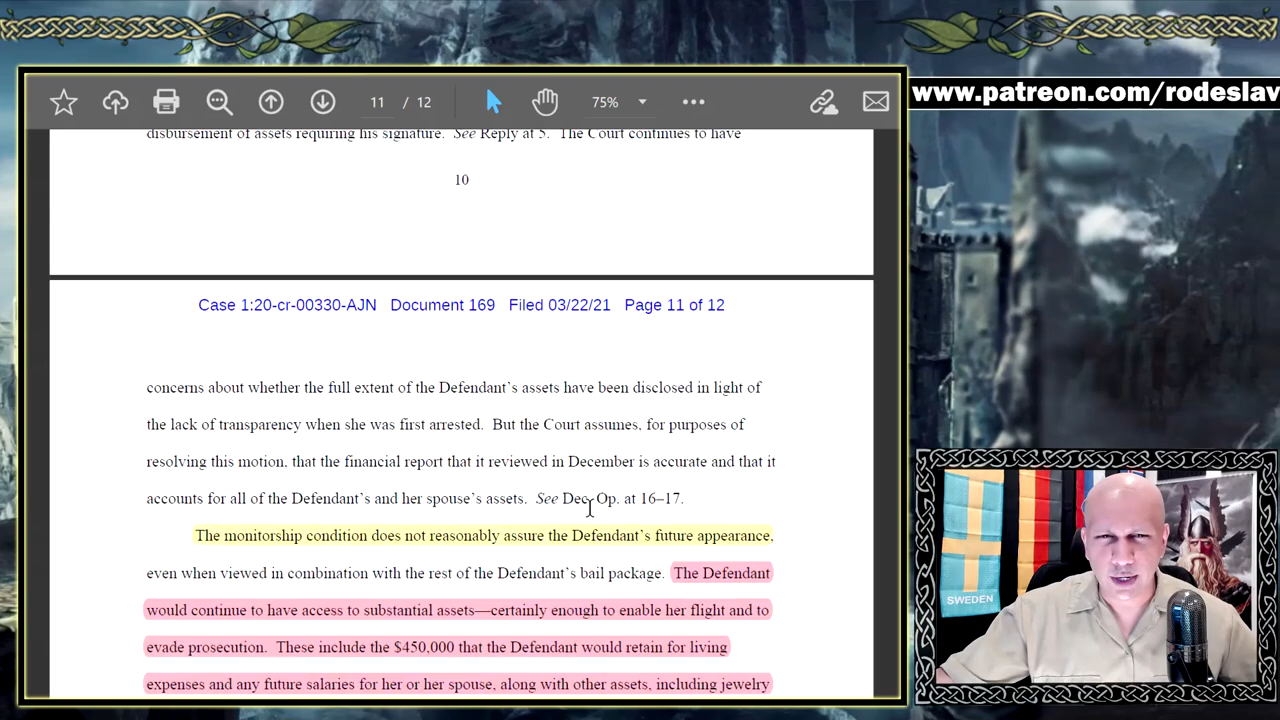 www.patreon.com/rodeslav
11 / 12
75%
disbursement of assets requiring his signature. See Reply at 5. The Court continues to have
10
Case 1:20-cr-00330-AJN Document 169 Filed 03/22/21 Page 11 of 12
concerns about whether the full extent of the Defendant’s assets have been disclosed in light of
the lack of transparency when she was first arrested. But the Court assumes, for purposes of
resolving this motion, that the financial report that it reviewed in December is accurate and that it
accounts for all of the Defendant’s and her spouse’s assets. See Dec. Op. at 16–17.
The monitorship condition does not reasonably assure the Defendant’s future appearance,
even when viewed in combination with the rest of the Defendant’s bail package. The Defendant
would continue to have access to substantial assets—certainly enough to enable her flight and to
evade prosecution. These include the $450,000 that the Defendant would retain for living
expenses and any future salaries for her or her spouse, along with other assets, including jewelry
SWEDEN